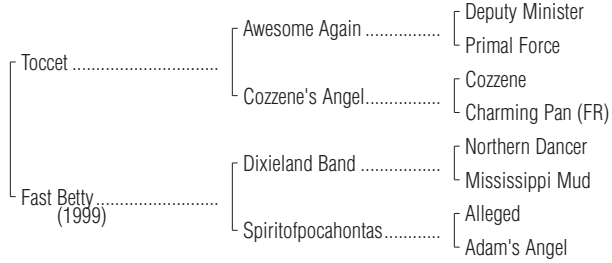 Deputy Minister
Awesome Again ..................
Primal Force
Toccet ................................
Cozzene
Cozzene's Angel..................
Charming Pan (FR)
Northern Dancer
Dixieland Band ...................
Mississippi Mud
Fast Betty...........................
(1999)
Alleged
Spiritofpocahontas..............
Adam's Angel